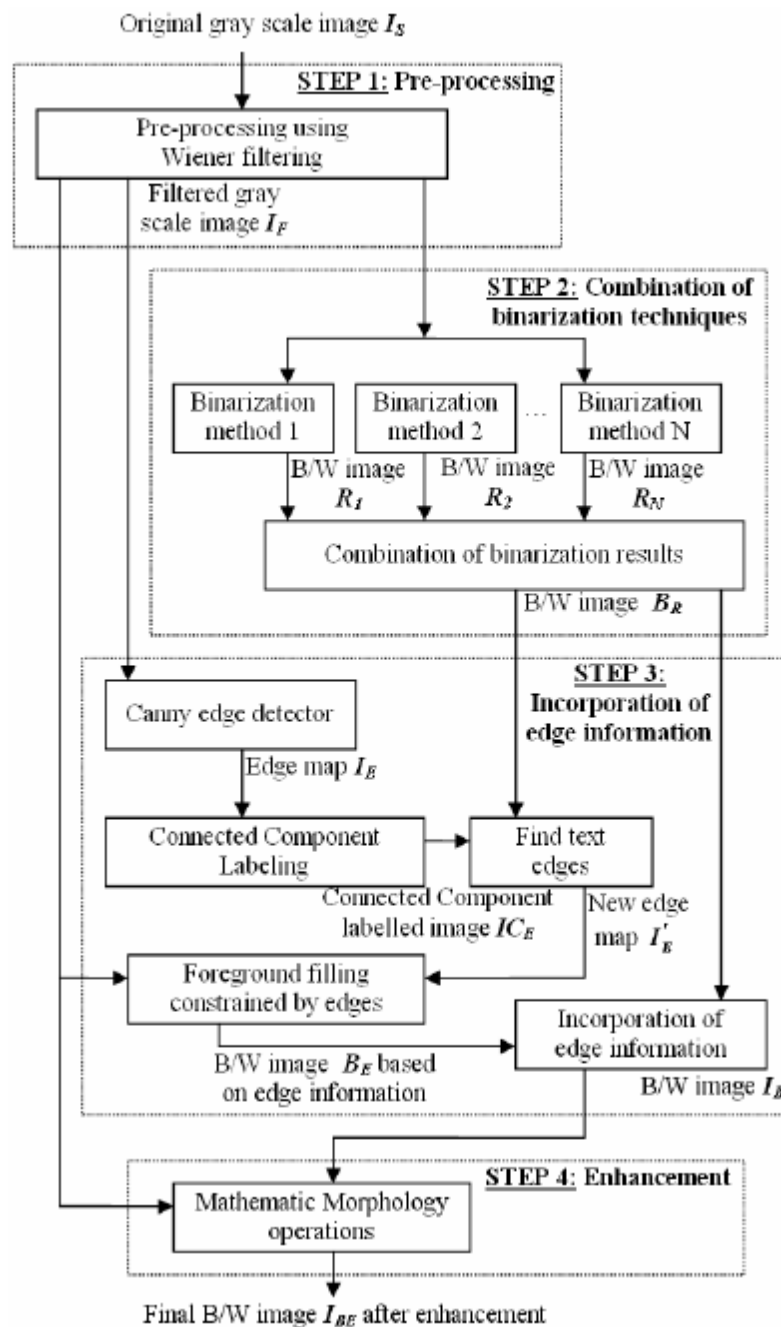 Original gray scale image I_S
STEP 1: Pre-processing
Pre-processing using
Wiener filtering
Filtered gray
scale image I_F
STEP 2: Combination of
binarization techniques
Binarization
method 1
Binarization
method 2
...
Binarization
method N
B/W image
R_1
B/W image
R_2
B/W image
R_N
Combination of binarization results
B/W image B_R
STEP 3:
Incorporation of
edge information
Canny edge detector
Edge map I_E
Connected Component
Labeling
Find text
edges
Connected Component
labelled image IC_E
New edge
map I'_E
Foreground filling
constrained by edges
Incorporation of
edge information
B/W image B_E based
on edge information
B/W image I_B
STEP 4: Enhancement
Mathematic Morphology
operations
Final B/W image I_BE after enhancement